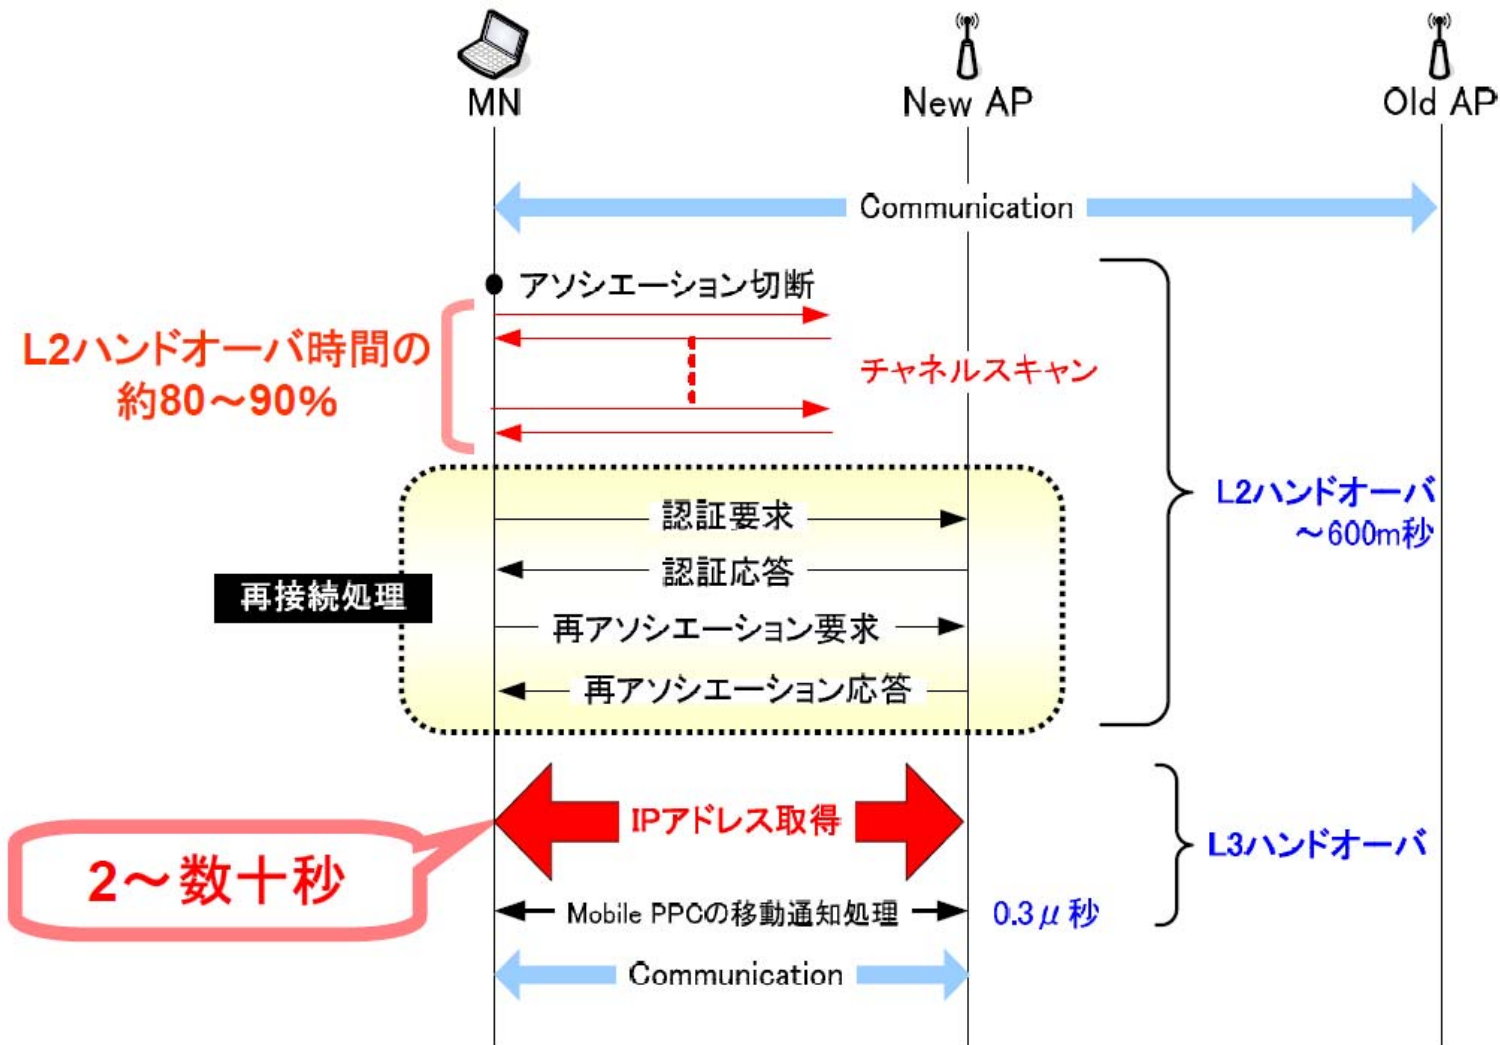 MN
New AP
Old AP
Communication
アソシエーション切断
L2ハンドオーバ時間の
約80～90%
チャネルスキャン
認証要求
L2ハンドオーバ
～600m秒
認証応答
再接続処理
再アソシエーション要求
再アソシエーション応答
IPアドレス取得
L3ハンドオーバ
2～数十秒
Mobile PPCの移動通知処理
0.3μ秒
Communication